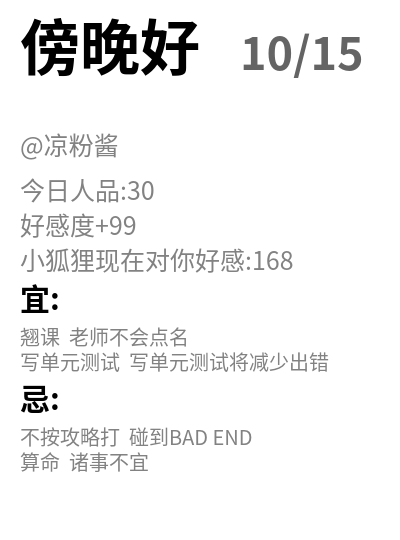 傍晚好 10/15
@凉粉酱
今日人品:30
好感度+99
小狐狸现在对你好感:168
宜:
翘课 老师不会点名
写单元测试 写单元测试将减少出错
忌:
不按攻略打 碰到BAD END
算命 诸事不宜